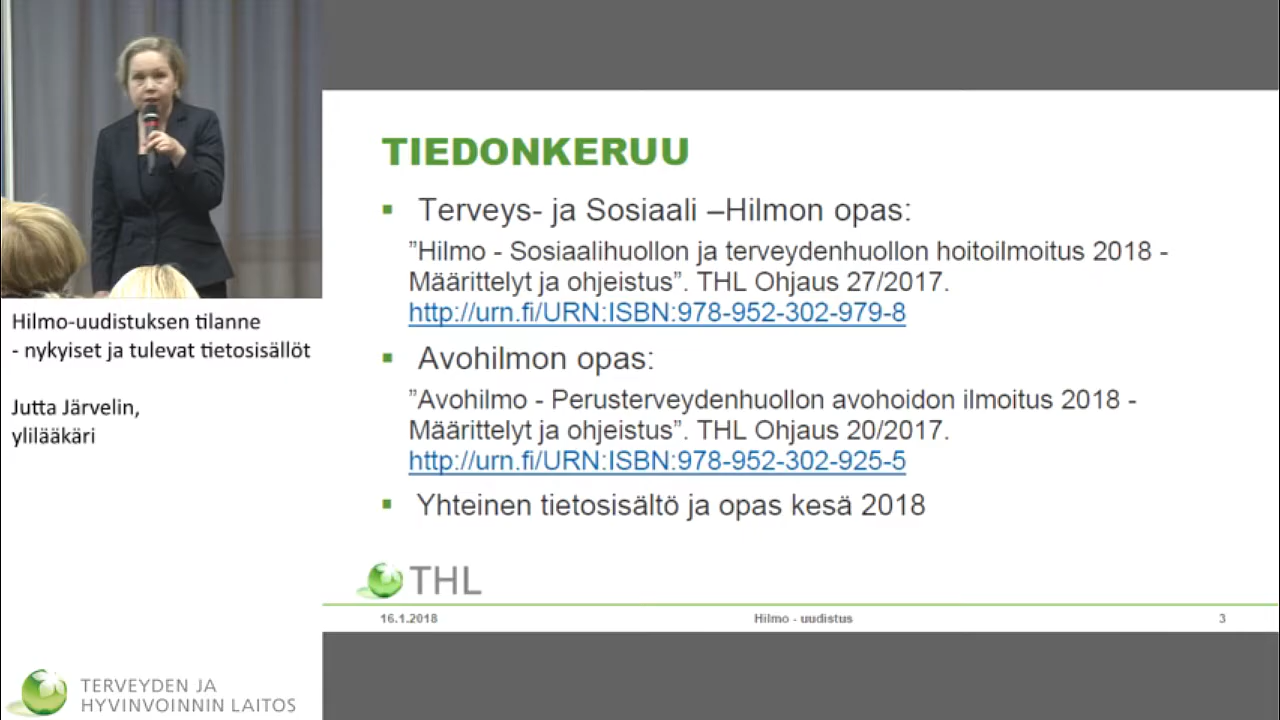 Hilmo-uudistuksen tilanne
- nykyiset ja tulevat tietosisällöt
Jutta Järvelin,
ylilääkäri
TERVEYDEN JA
HYVINVOINNIN LAITOS
TIEDONKERUU
▪ Terveys- ja Sosiaali –Hilmon opas:
”Hilmo - Sosiaalihuollon ja terveydenhuollon hoitoilmoitus 2018 -
Määrittelyt ja ohjeistus”. THL Ohjaus 27/2017.
http://urn.fi/URN:ISBN:978-952-302-979-8
▪ Avohilmon opas:
”Avohilmo - Perusterveydenhuollon avohoidon ilmoitus 2018 -
Määrittelyt ja ohjeistus”. THL Ohjaus 20/2017.
http://urn.fi/URN:ISBN:978-952-302-925-5
▪ Yhteinen tietosisältö ja opas kesä 2018
THL
16.1.2018 Hilmo - uudistus 3